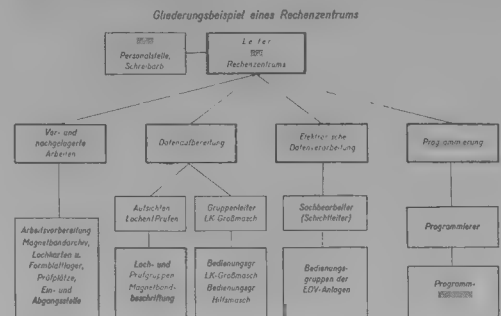 Gliederungsbeispiel eines Rechenzentrums
Personalstelle,
Schreibarb
Leiter
Rechenzentrums
Vor- und
nachgelagerte
Arbeiten
Datenaufbereitung
Elektronische
Datenverarbeitung
Programmierung
Aufsichten
Lochen/Prüfen
Gruppenleiter
LK-Großmasch
Sachbearbeiter
(Schichtleiter)
Programmierer
Arbeitsvorbereitung
Magnetbandarchiv,
Lochkarten u.
Formblattlager,
Prüfplätze,
Ein- und
Abgangsstelle
Loch- und
Prüfgruppen
Magnetband-
beschriftung
Bedienungsgr
LK-Großmasch
Bedienungsgr
Hilfsmasch
Bedienungs-
gruppen der
EDV-Anlagen
Programm-